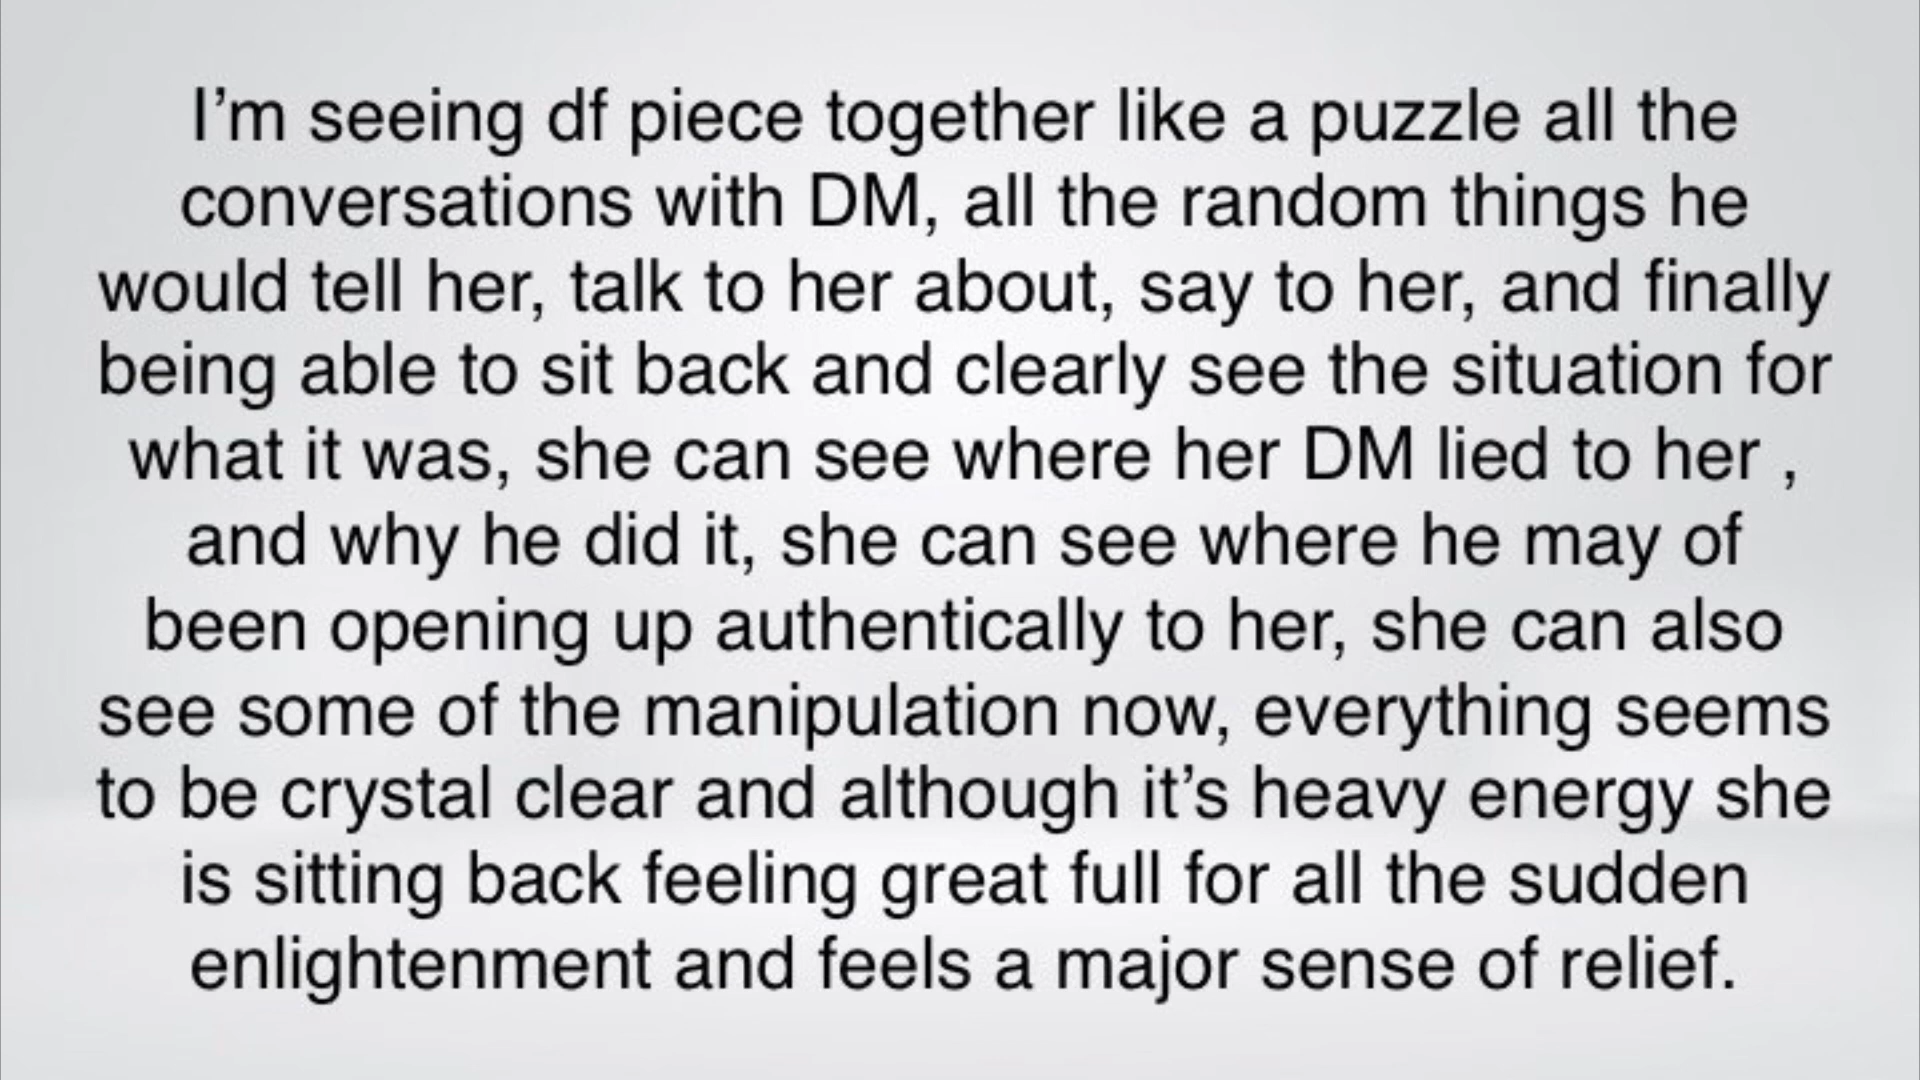 I’m seeing df piece together like a puzzle all the
conversations with DM, all the random things he
would tell her, talk to her about, say to her, and finally
being able to sit back and clearly see the situation for
what it was, she can see where her DM lied to her ,
and why he did it, she can see where he may of
been opening up authentically to her, she can also
see some of the manipulation now, everything seems
to be crystal clear and although it’s heavy energy she
is sitting back feeling great full for all the sudden
enlightenment and feels a major sense of relief.